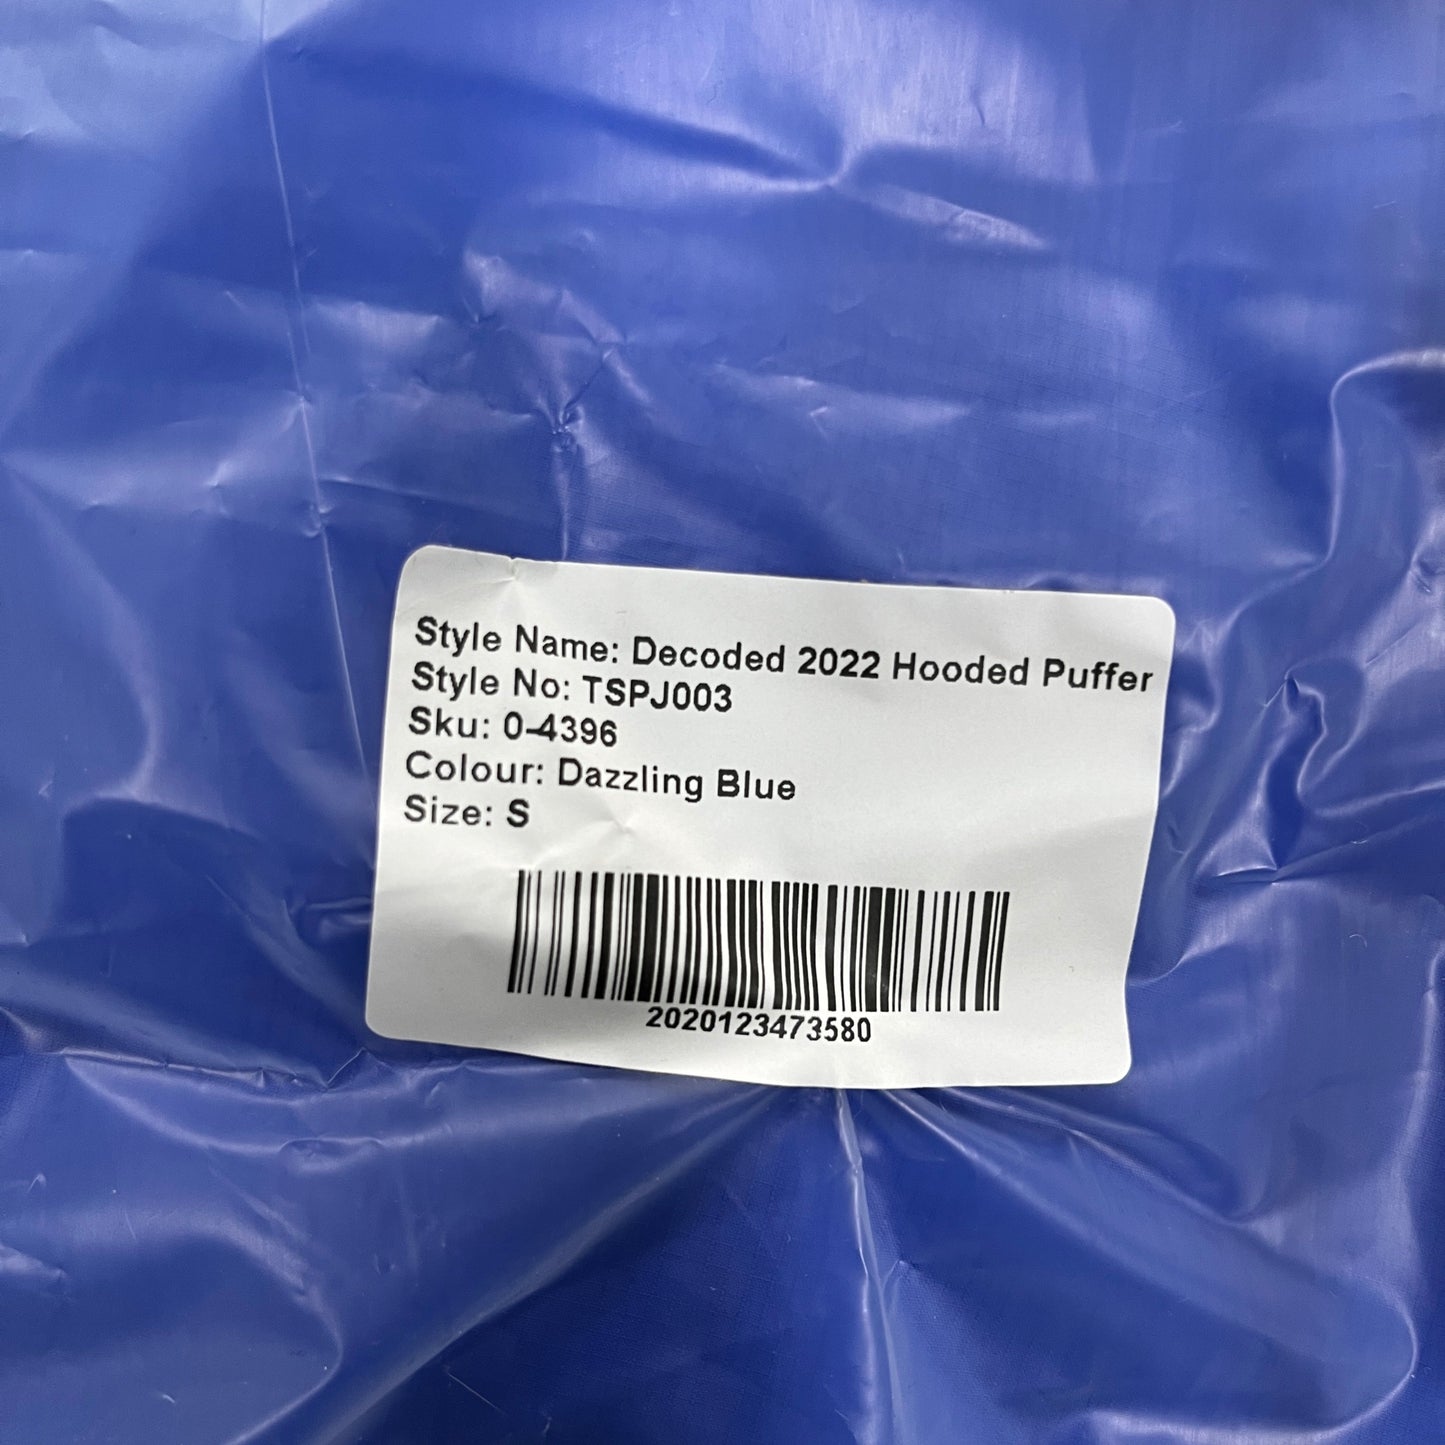 Style Name: Decoded 2022 Hooded Puffer
Style No: TSPJ003
Sku: 0-4396
Colour: Dazzling Blue
Size: S
2020123473580